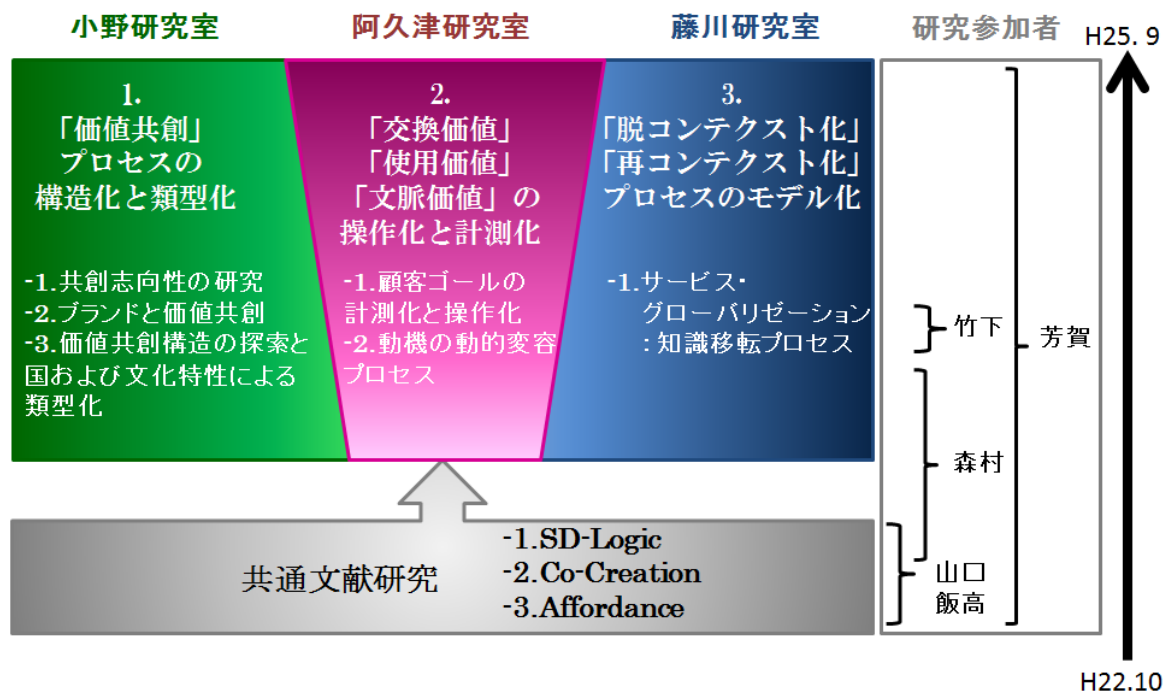 小野研究室
阿久津研究室
藤川研究室
研究参加者
H25. 9
1.
「価値共創」
プロセスの
構造化と類型化
-1.共創志向性の研究
-2.ブランドと価値共創
-3.価値共創構造の探索と
国および文化特性による
類型化
2.
「交換価値」
「使用価値」
「文脈価値」の
操作化と計測化
-1.顧客ゴールの
計測化と操作化
-2.動機の動的変容
プロセス
3.
「脱コンテクスト化」
「再コンテクスト化」
プロセスのモデル化
-1.サービス・
グローバリゼーション
:知識移転プロセス
竹下
芳賀
森村
山口
飯高
共通文献研究
-1.SD-Logic
-2.Co-Creation
-3.Affordance
H22.10